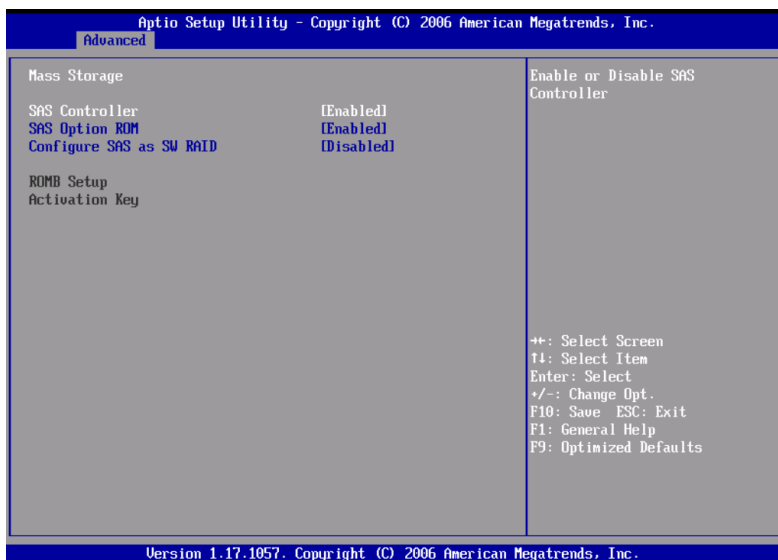 Aptio Setup Utility - Copyright (C) 2006 American Megatrends, Inc.
Advanced
Mass Storage
SAS Controller [Enabled]
SAS Option ROM [Enabled]
Configure SAS as SW RAID [Disabled]
ROMB Setup
Activation Key
Enable or Disable SAS
Controller
→←: Select Screen
↑↓: Select Item
Enter: Select
+/-: Change Opt.
F10: Save ESC: Exit
F1: General Help
F9: Optimized Defaults
Version 1.17.1057. Copyright (C) 2006 American Megatrends, Inc.